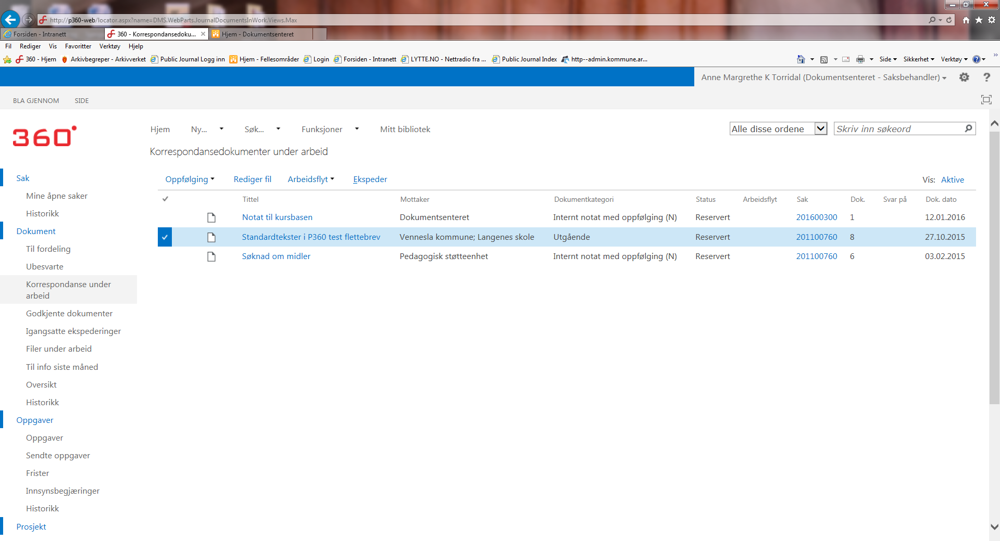 http://p360-web/locator.aspx?name=DMS.WebParts.JournalDocumentsInWork.Views.Max
Forsiden - Intranett
360 - Korrespondansedoku...
Hjem - Dokumentsenteret
Fil Rediger Vis Favoritter Verktøy Hjelp
360 - Hjem Arkivbegreper - Arkivverket Public Journal Logg inn Hjem - Fellesområder Login Forsiden - Intranett LYTTE.NO - Nettradio fra ... Public Journal Index http--admin.kommune.ar... Side Sikkerhet Verktøy
Anne Margrethe K Torridal (Dokumentsenteret - Saksbehandler)
BLA GJENNOM SIDE
360°
Hjem Ny... Søk... Funksjoner Mitt bibliotek
Alle disse ordene
Skriv inn søkeord
Korrespondansedokumenter under arbeid
Oppfølging Rediger fil Arbeidsflyt Ekspeder
Vis: Aktive
Tittel Mottaker Dokumentkategori Status Arbeidsflyt Sak Dok. Svar på Dok. dato
Notat til kursbasen Dokumentsenteret Internt notat med oppfølging (N) Reservert 201600300 1 12.01.2016
Standardtekster i P360 test flettebrev Vennesla kommune; Langenes skole Utgående Reservert 201100760 8 27.10.2015
Søknad om midler Pedagogisk støtteenhet Internt notat med oppfølging (N) Reservert 201100760 6 03.02.2015
Sak
Mine åpne saker
Historikk
Dokument
Til fordeling
Ubesvarte
Korrespondanse under
arbeid
Godkjente dokumenter
Igangsatte ekspederinger
Filer under arbeid
Til info siste måned
Oversikt
Historikk
Oppgaver
Oppgaver
Sendte oppgaver
Frister
Innsynsbegjæringer
Historikk
Prosjekt